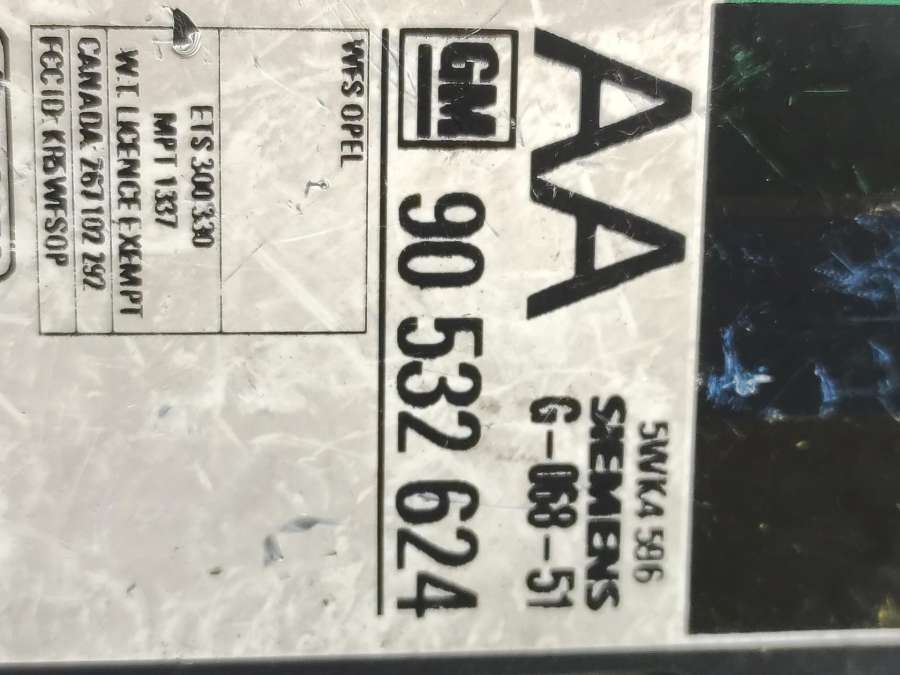 5WK4 596
SIEMENS
G-068-51
AA
GM 90 532 624
WFS OPEL
ETS 300 330
MPT 1337
W.T. LICENCE EXEMPT
CANADA 267 102 292
FCC ID: KR5WFSOP